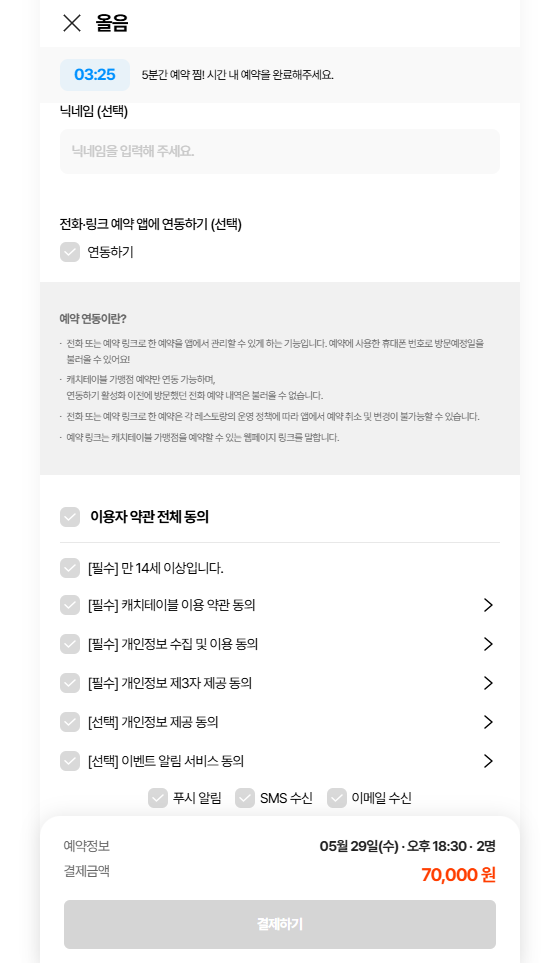 올음
03:25 5분간 예약 찜! 시간 내 예약을 완료해주세요.
닉네임 (선택)
닉네임을 입력해 주세요.
전화·링크 예약 앱에 연동하기 (선택)
연동하기
예약 연동이란?
· 전화 또는 예약 링크로 한 예약을 앱에서 관리할 수 있게 하는 기능입니다. 예약에 사용한 휴대폰 번호로 방문예정일을
불러올 수 있어요!
· 캐치테이블 가맹점 예약만 연동 가능하며,
연동하기 활성화 이전에 방문했던 전화 예약 내역은 불러올 수 없습니다.
· 전화 또는 예약 링크로 한 예약은 각 레스토랑의 운영 정책에 따라 앱에서 예약 취소 및 변경이 불가능할 수 있습니다.
· 예약 링크는 캐치테이블 가맹점을 예약할 수 있는 웹페이지 링크를 말합니다.
이용자 약관 전체 동의
[필수] 만 14세 이상입니다.
[필수] 캐치테이블 이용 약관 동의
[필수] 개인정보 수집 및 이용 동의
[필수] 개인정보 제3자 제공 동의
[선택] 개인정보 제공 동의
[선택] 이벤트 알림 서비스 동의
푸시 알림 SMS 수신 이메일 수신
예약정보 05월 29일(수) · 오후 18:30 · 2명
결제금액 70,000 원
결제하기